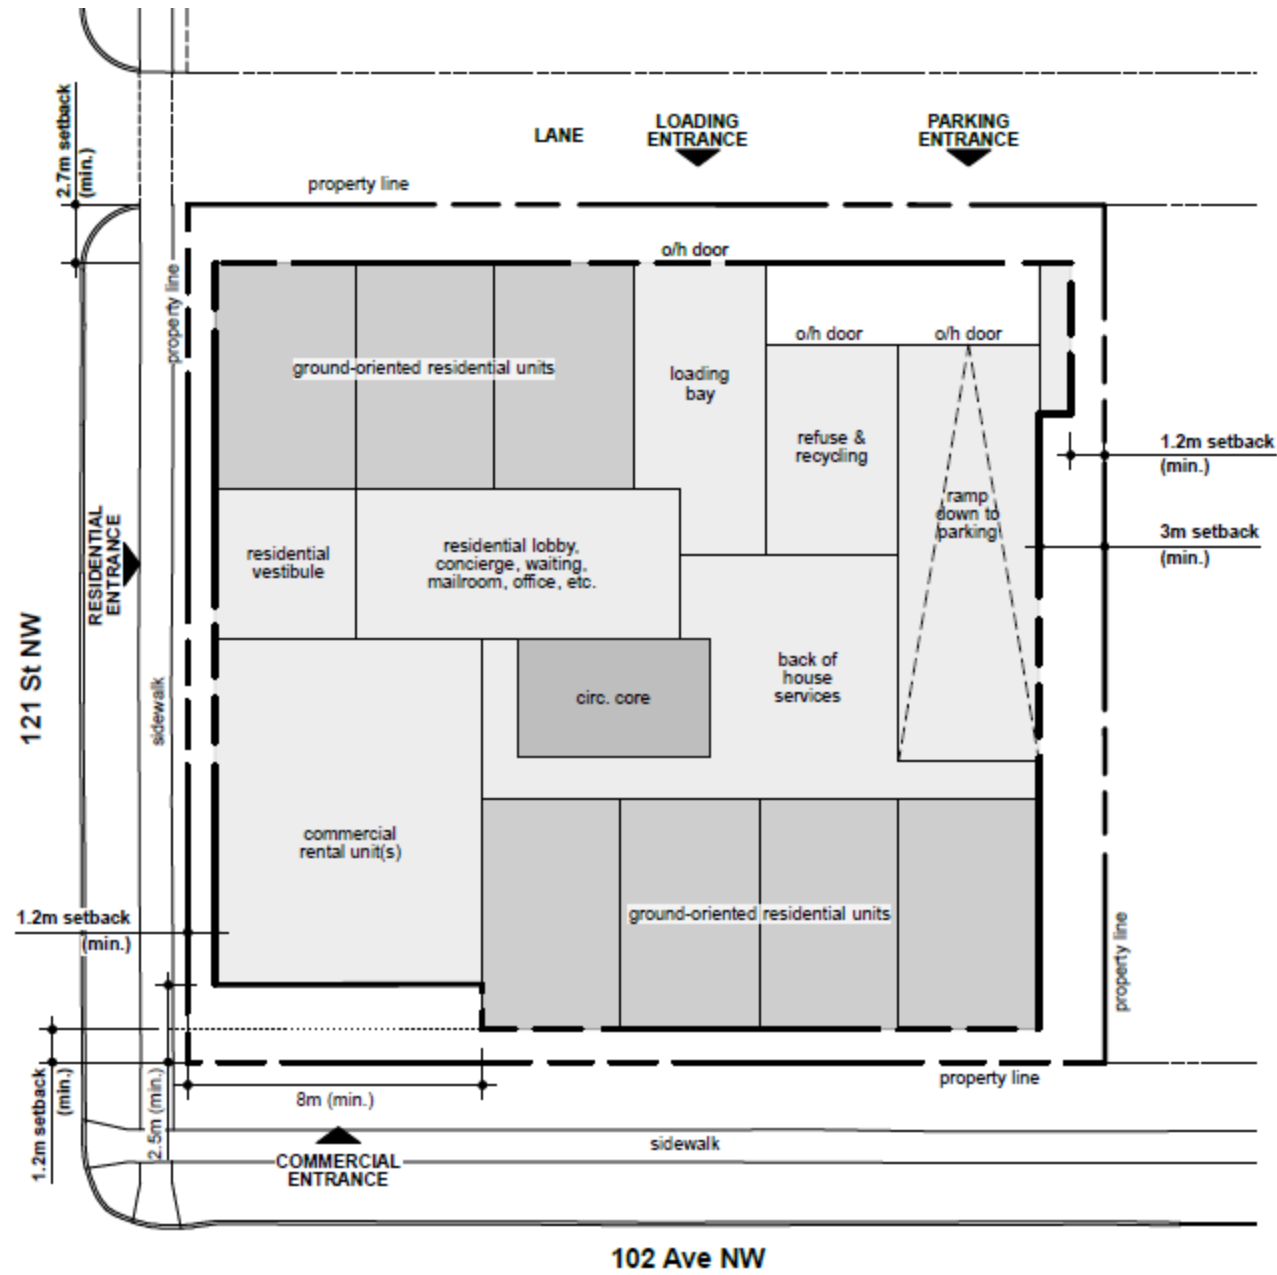 2.7m setback
(min.)
LANE
LOADING
ENTRANCE
PARKING
ENTRANCE
property line
property line
o/h door
o/h door
o/h door
ground-oriented residential units
loading
bay
refuse &
recycling
ramp
down to
parking
1.2m setback
(min.)
3m setback
(min.)
RESIDENTIAL
ENTRANCE
residential
vestibule
residential lobby,
concierge, waiting,
mailroom, office, etc.
121 St NW
sidewalk
circ. core
back of
house
services
commercial
rental unit(s)
ground-oriented residential units
1.2m setback
(min.)
property line
1.2m setback
(min.)
2.5m (min.)
8m (min.)
property line
COMMERCIAL
ENTRANCE
sidewalk
102 Ave NW